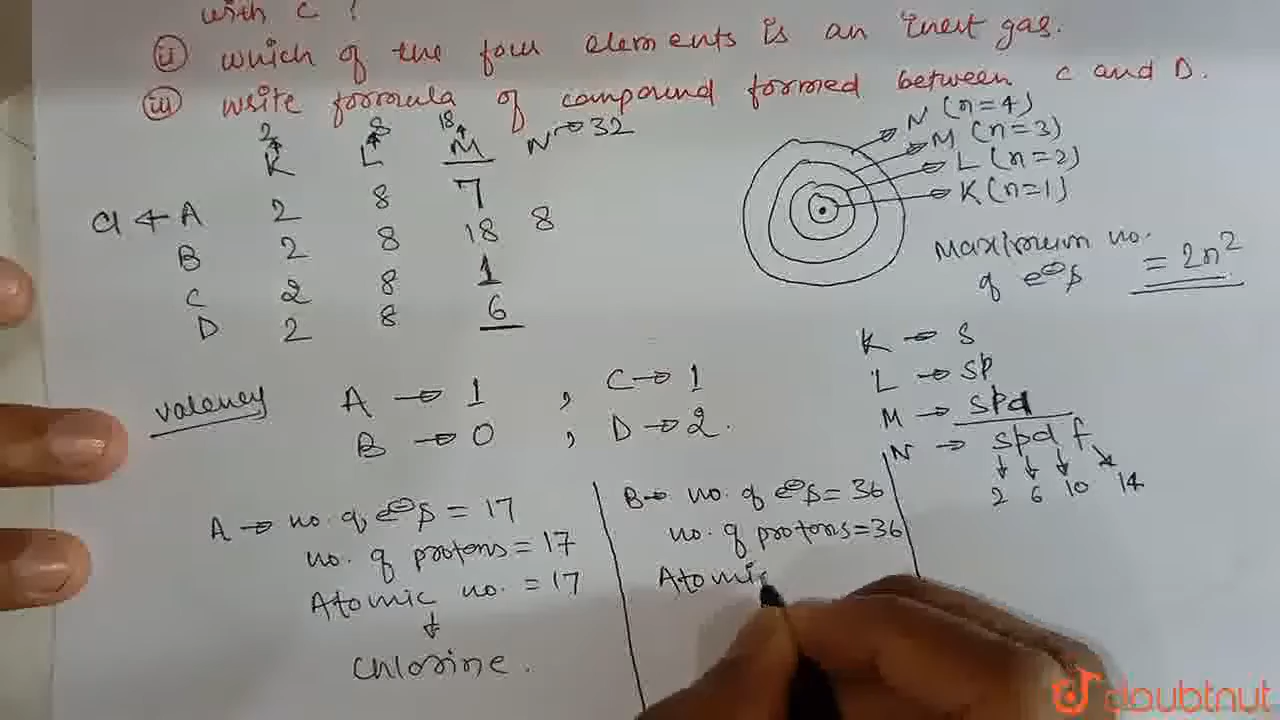 with C ?
(ii) which of the four elements is an inert gas.
(iii) write formula of compound formed between C and D.
2 8 18 N → 32
K L M
Cl ← A 2 8 7
B 2 8 18 8
C 2 8 1
D 2 8 6
N (n=4)
M (n=3)
L (n=2)
K (n=1)
Maximum no.
of e⊖s = 2n²
K → s
L → sp
M → spd
N → spdf
2 6 10 14
valency A → 1 , C → 1
B → 0 , D → 2.
A → no. of e⊖s = 17
no. of protons = 17
Atomic no. = 17
↓
Chlorine.
B → no. of e⊖s = 36
no. of protons = 36
Atomic
doubtnut